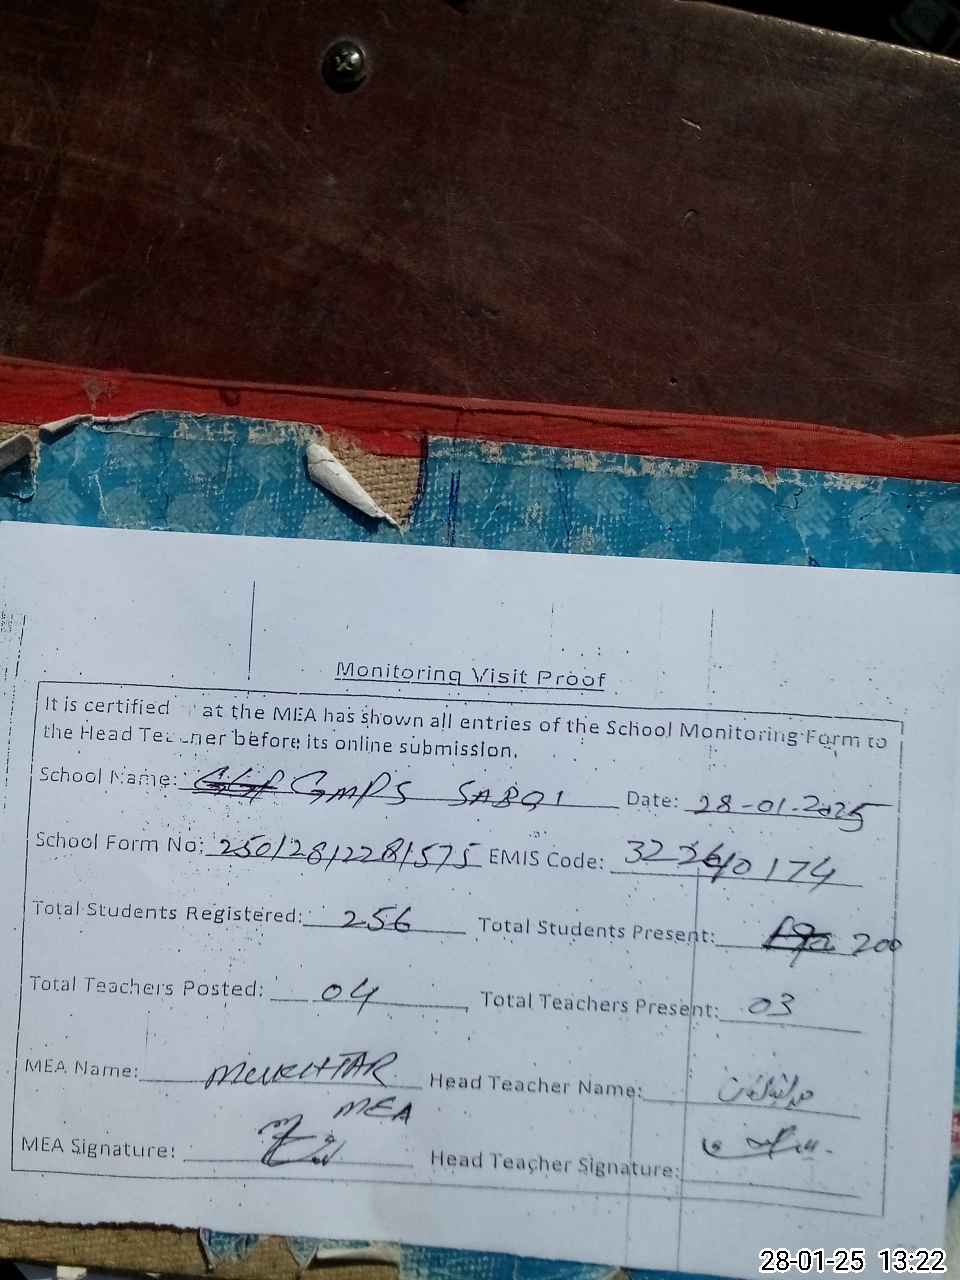 Monitoring Visit Proof
It is certified at the MEA has shown all entries of the School Monitoring Form to
the Head Teacher before its online submission.
School Name: GMPS SABQI Date: 28-01-2025
School Form No: 25012812281575 EMIS Code: 32240174
Total Students Registered: 256 Total Students Present: 200
Total Teachers Posted: 04 Total Teachers Present: 03
MEA Name: MUKHTAR Head Teacher Name:
MEA
MEA Signature: Head Teacher Signature:
28-01-25 13:22